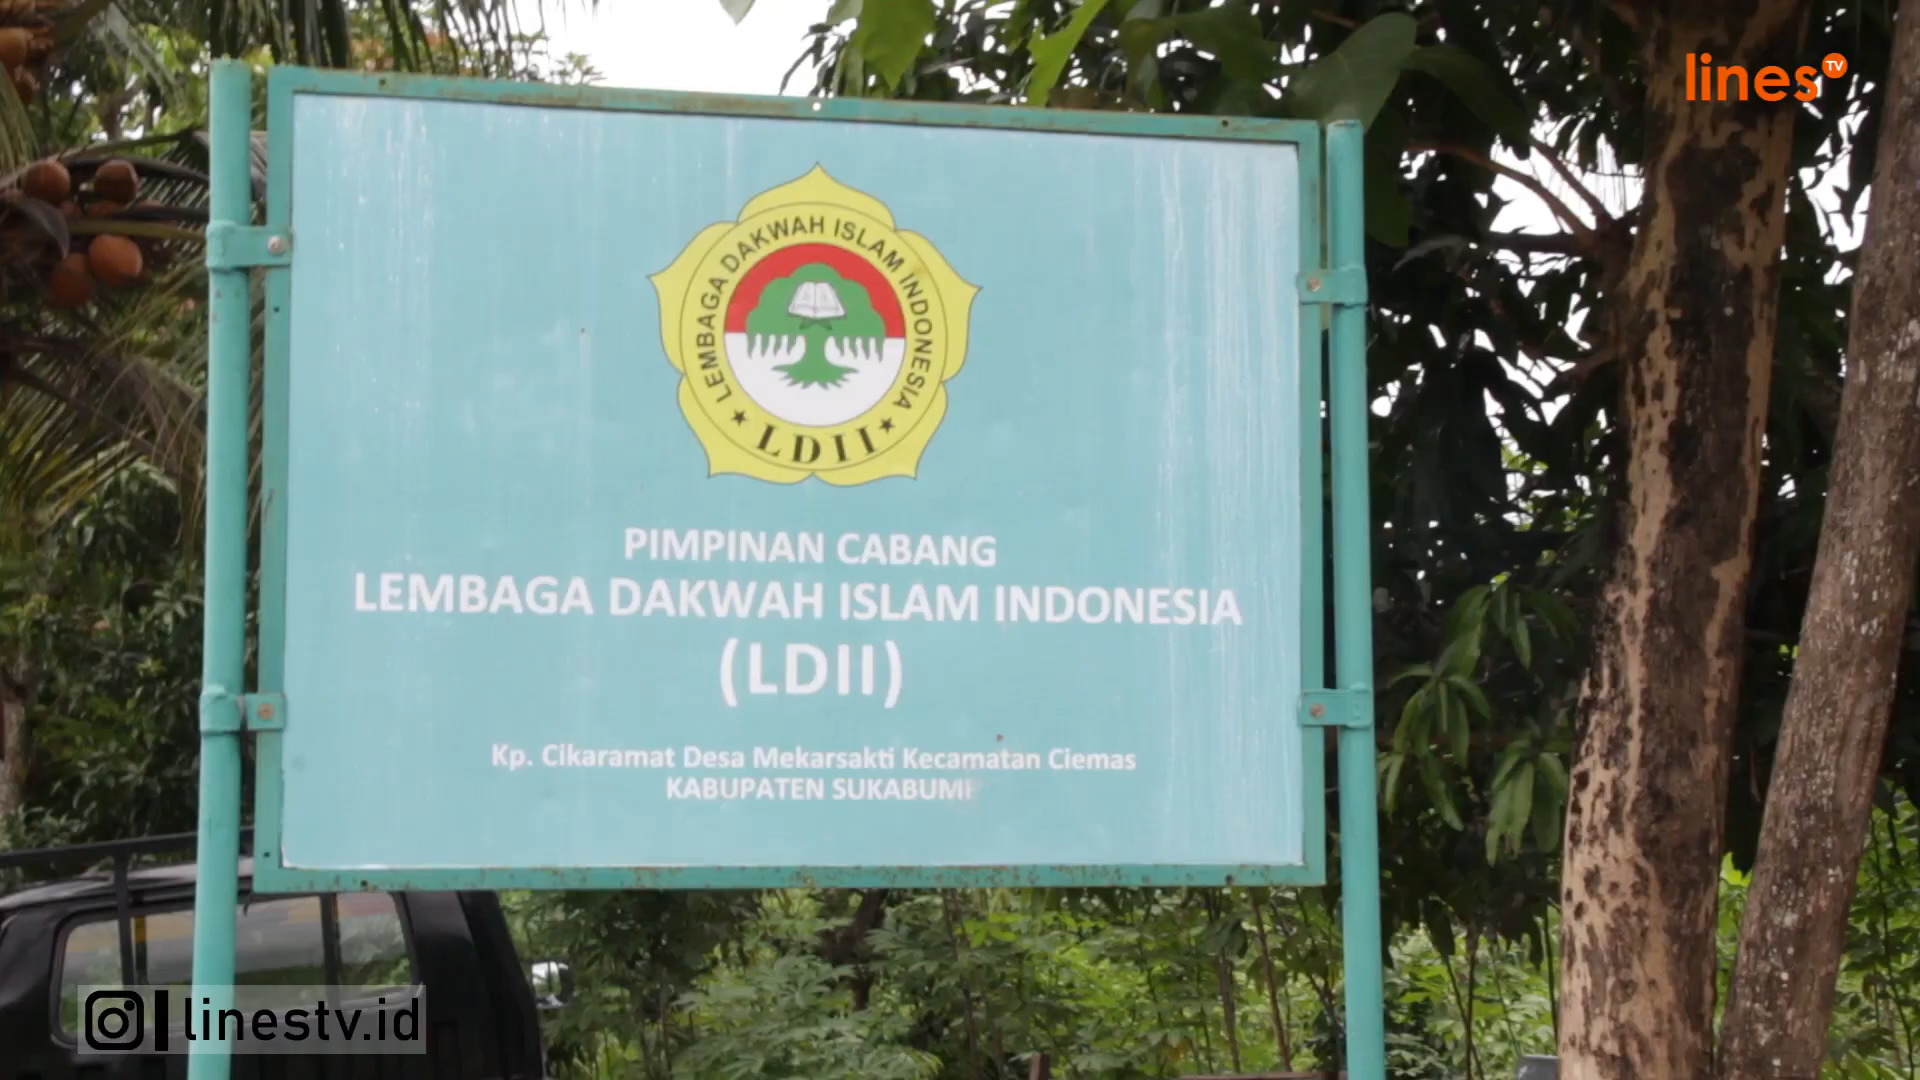 lines TV
LEMBAGA DAKWAH ISLAM INDONESIA
LDII
PIMPINAN CABANG
LEMBAGA DAKWAH ISLAM INDONESIA
(LDII)
Kp. Cikaramat Desa Mekarsakti Kecamatan Ciemas
KABUPATEN SUKABUMI
linestv.id